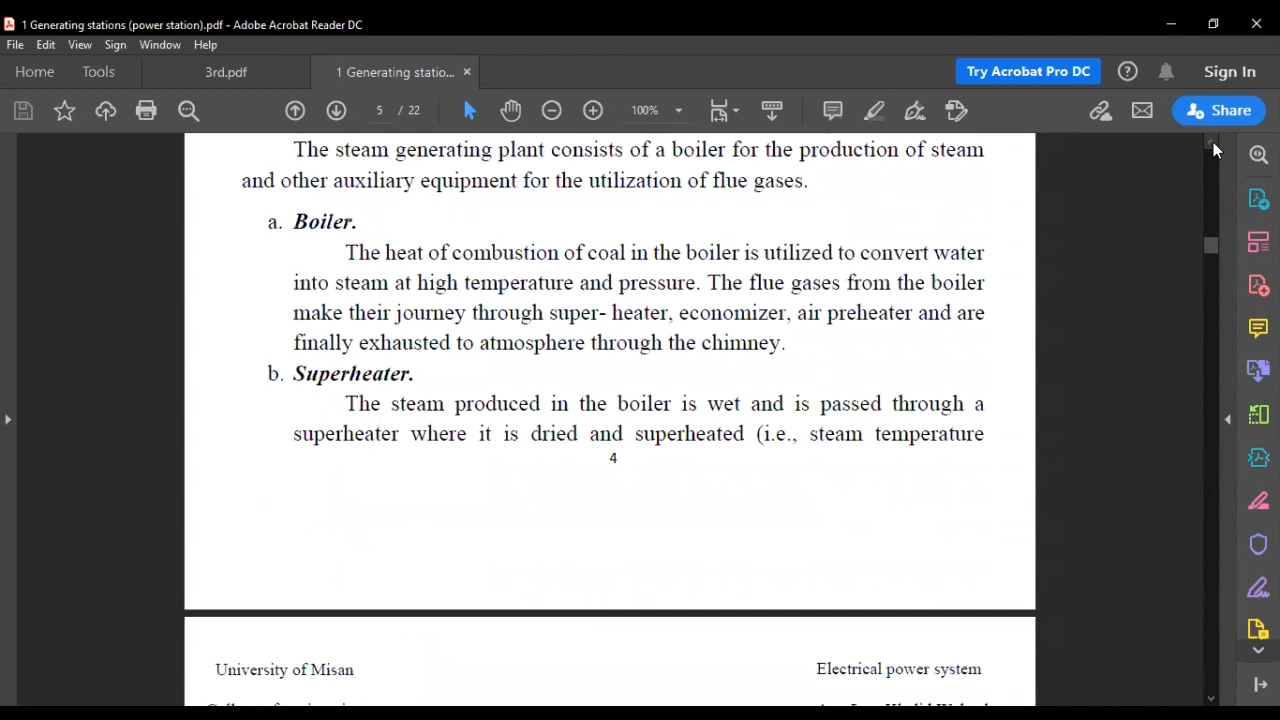 1 Generating stations (power station).pdf - Adobe Acrobat Reader DC
File Edit View Sign Window Help
Home Tools 3rd.pdf 1 Generating statio... × Try Acrobat Pro DC Sign In
5 / 22 100% Share
The steam generating plant consists of a boiler for the production of steam
and other auxiliary equipment for the utilization of flue gases.
a. Boiler.
The heat of combustion of coal in the boiler is utilized to convert water
into steam at high temperature and pressure. The flue gases from the boiler
make their journey through super- heater, economizer, air preheater and are
finally exhausted to atmosphere through the chimney.
b. Superheater.
The steam produced in the boiler is wet and is passed through a
superheater where it is dried and superheated (i.e., steam temperature
4
University of Misan Electrical power system